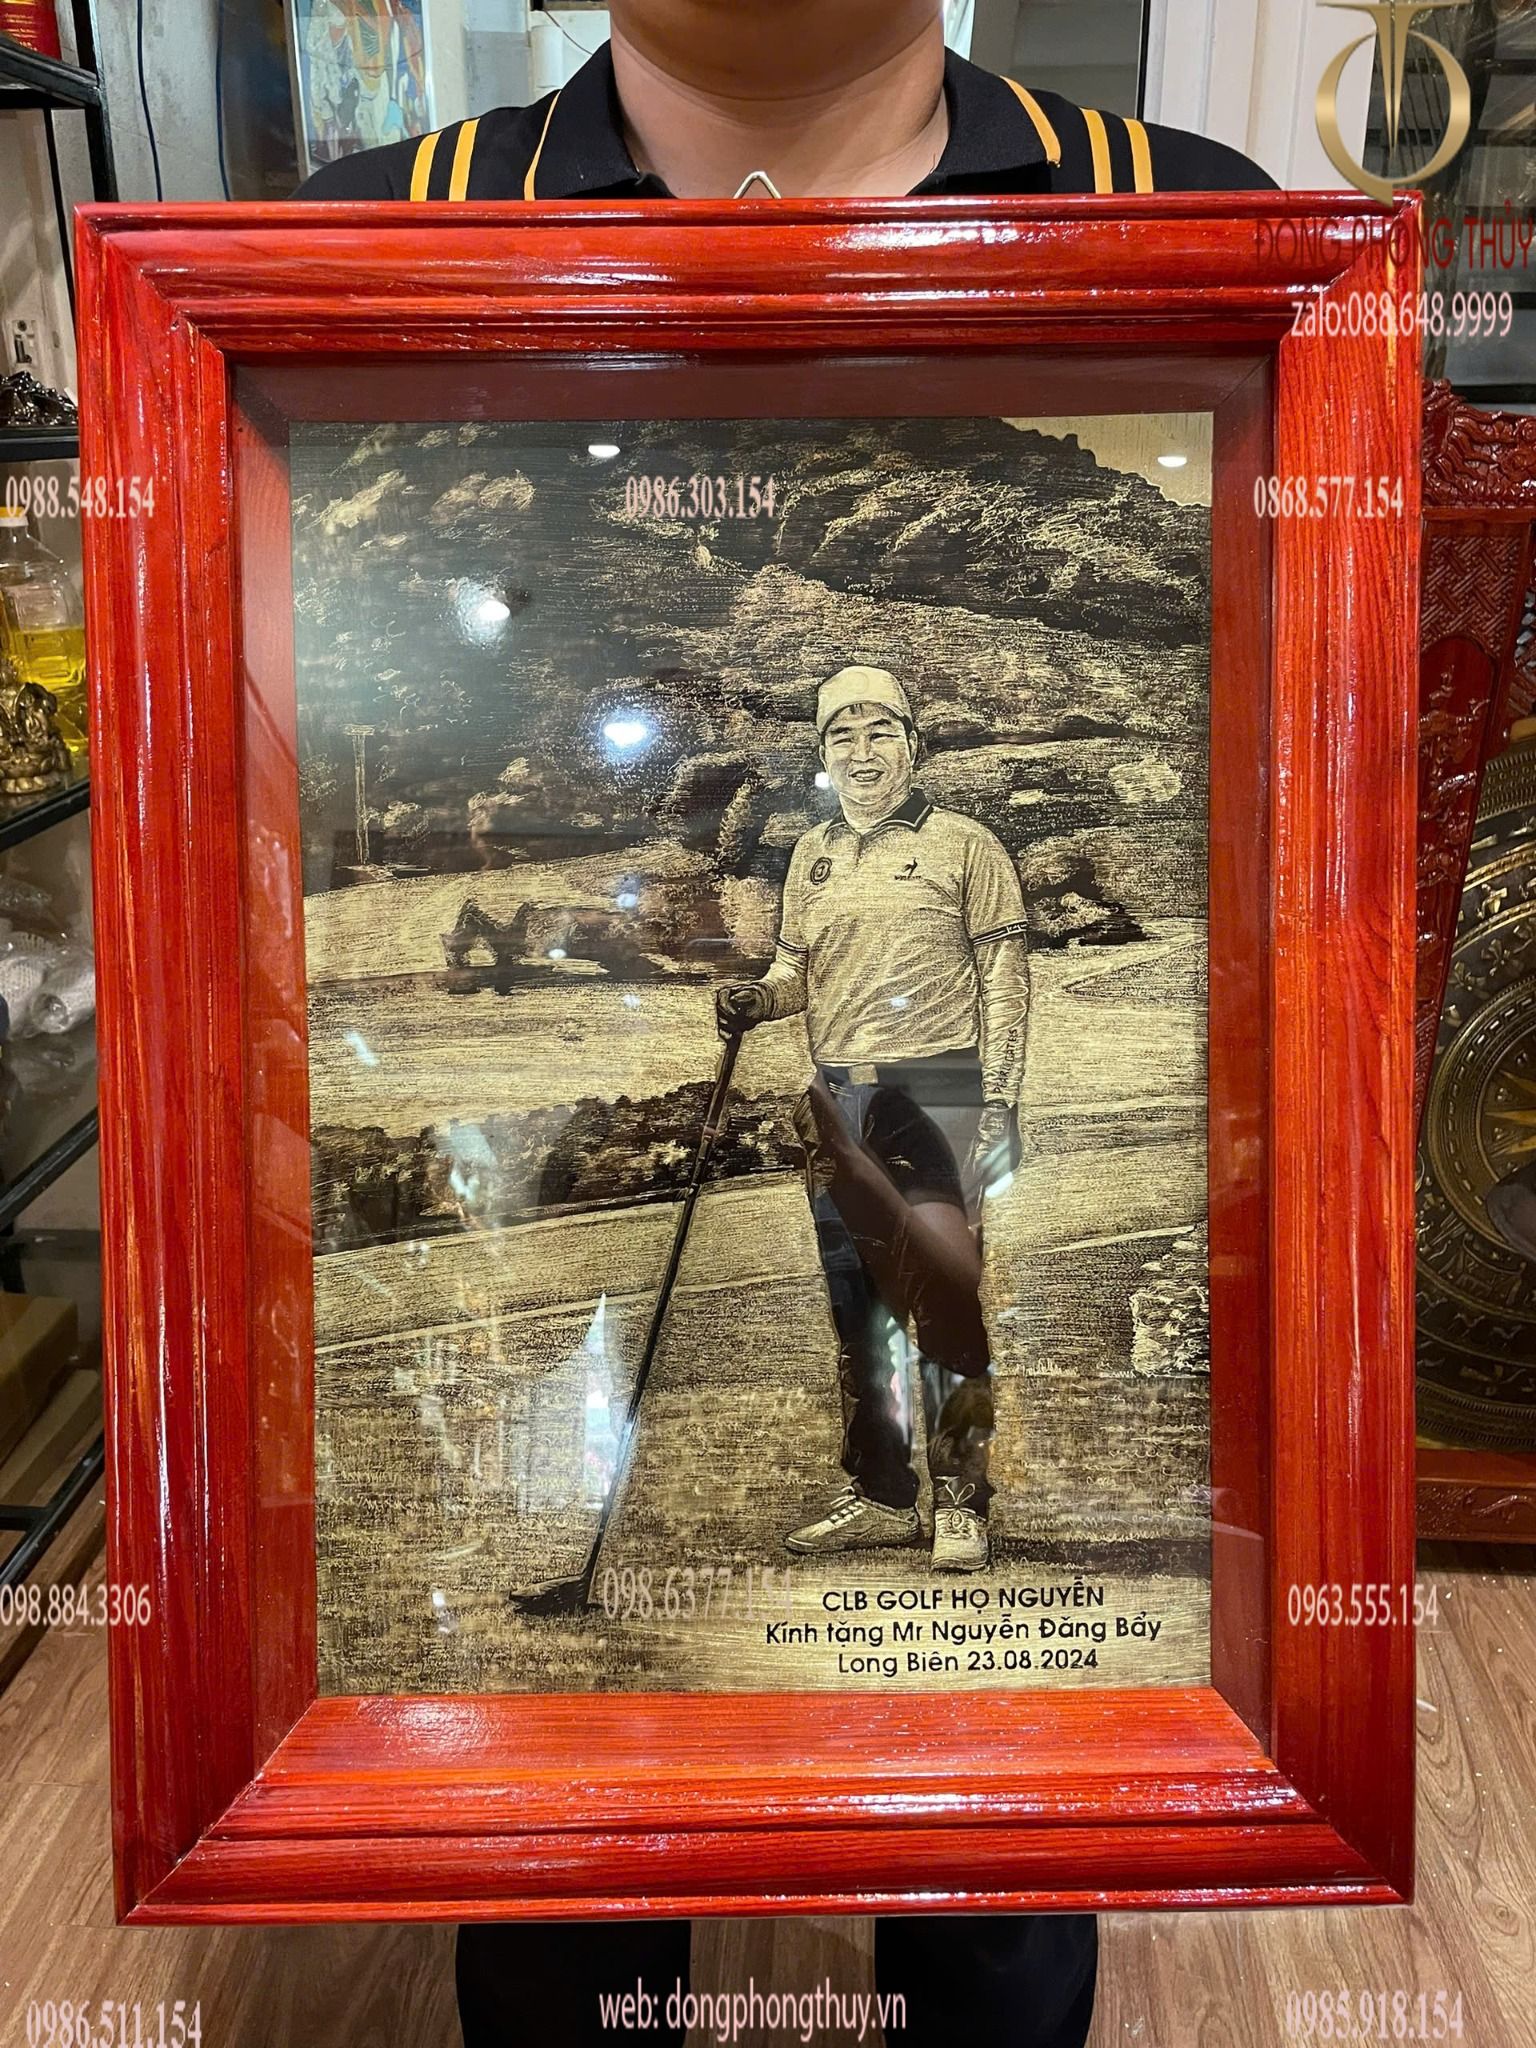 ĐỒNG PHONG THỦY
zalo:088.648.9999
0988.548.154
0986.303.154
0868.577.154
PEARLYGATES
098.884.3306
098.6377.154
0963.555.154
CLB GOLF HỌ NGUYỄN
Kính tặng Mr Nguyễn Đăng Bẩy
Long Biên 23.08.2024
web: dongphongthuy.vn
0986.511.154
0985.918.154